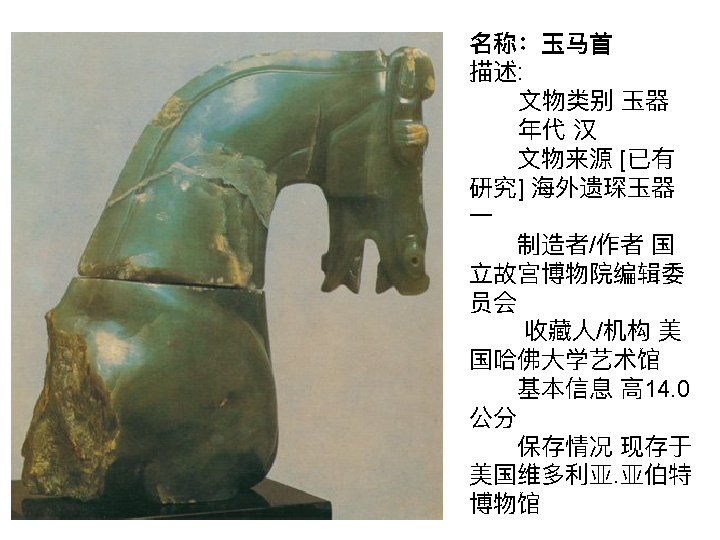 名称：玉马首
描述:
文物类别 玉器
年代 汉
文物来源 [已有
研究] 海外遗琛玉器
一
制造者/作者 国
立故宫博物院编辑委
员会
收藏人/机构 美
国哈佛大学艺术馆
基本信息 高14.0
公分
保存情况 现存于
美国维多利亚.亚伯特
博物馆